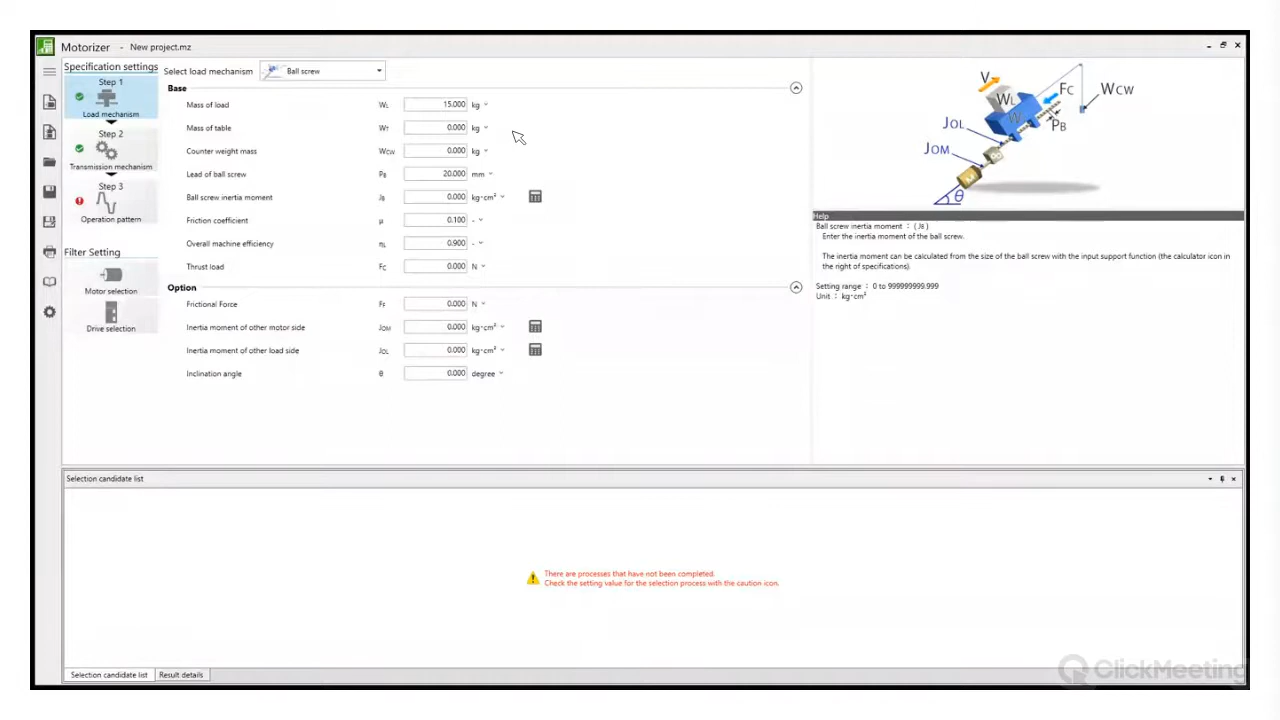 Motorizer - New project.mz
Specification settings
Step 1
Load mechanism
Step 2
Transmission mechanism
Step 3
Operation pattern
Filter Setting
Motor selection
Drive selection
Select load mechanism Ball screw
Base
Mass of load WL 15.000 kg
Mass of table WT 0.000 kg
Counter weight mass WCW 0.000 kg
Lead of ball screw PB 20.000 mm
Ball screw inertia moment JB 0.000 kg·cm²
Friction coefficient μ 0.100 -
Overall machine efficiency ηL 0.900 -
Thrust load FC 0.000 N
Option
Frictional Force FF 0.000 N
Inertia moment of other motor side JOM 0.000 kg·cm²
Inertia moment of other load side JOL 0.000 kg·cm²
Inclination angle θ 0.000 degree
V
WL
FC
WCW
W
PB
JOL
JOM
M
θ
Help
Ball screw inertia moment : (JB)
Enter the inertia moment of the ball screw.
The inertia moment can be calculated from the size of the ball screw with the input support function (the calculator icon in
the right of specifications).
Setting range : 0 to 999999999.999
Unit : kg·cm²
Selection candidate list
There are processes that have not been completed.
Check the setting value for the selection process with the caution icon.
Selection candidate list Result details
ClickMeeting